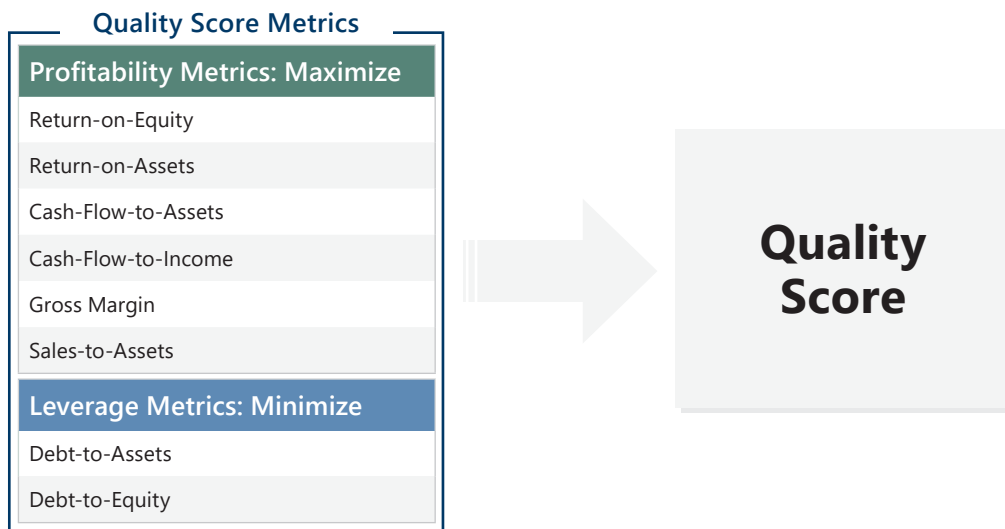 Quality Score Metrics
Profitability Metrics: Maximize
Return-on-Equity
Return-on-Assets
Cash-Flow-to-Assets
Cash-Flow-to-Income
Gross Margin
Sales-to-Assets
Leverage Metrics: Minimize
Debt-to-Assets
Debt-to-Equity
Quality
Score